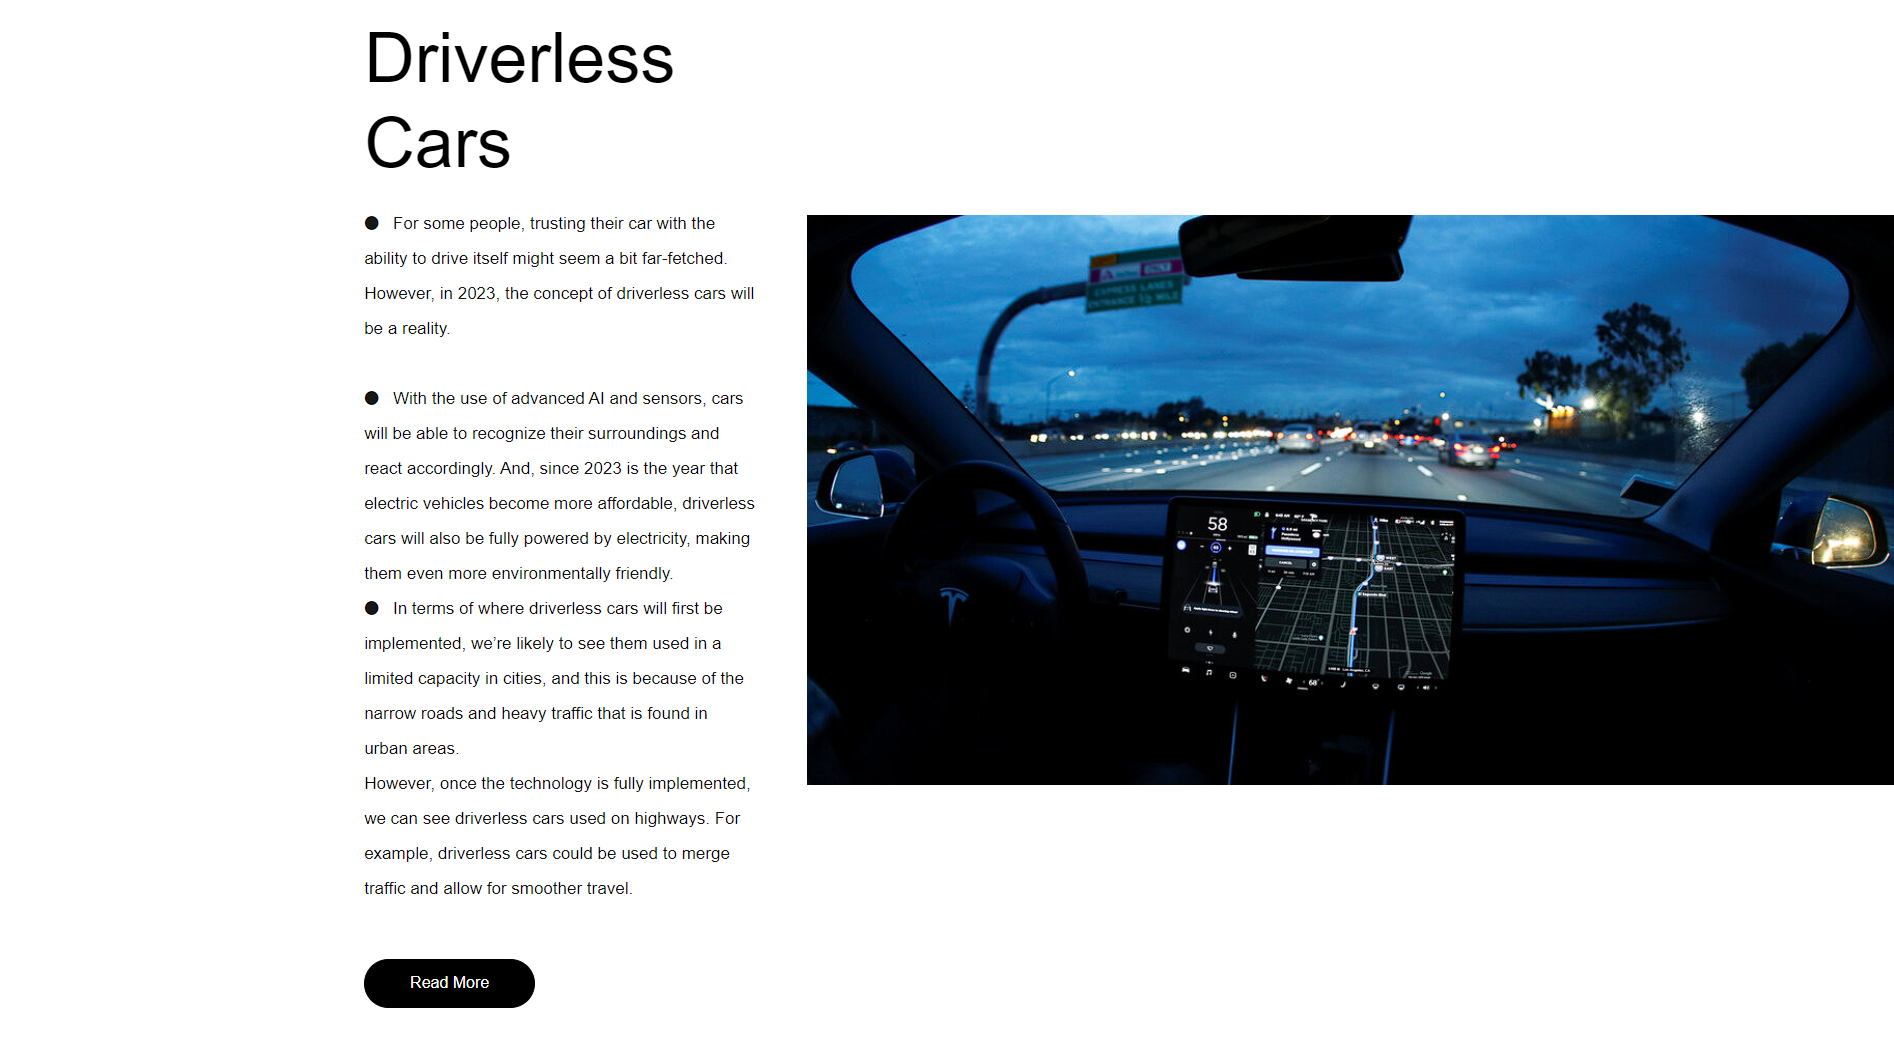 Driverless
Cars
● For some people, trusting their car with the
ability to drive itself might seem a bit far-fetched.
However, in 2023, the concept of driverless cars will
be a reality.
● With the use of advanced AI and sensors, cars
will be able to recognize their surroundings and
react accordingly. And, since 2023 is the year that
electric vehicles become more affordable, driverless
cars will also be fully powered by electricity, making
them even more environmentally friendly.
● In terms of where driverless cars will first be
implemented, we’re likely to see them used in a
limited capacity in cities, and this is because of the
narrow roads and heavy traffic that is found in
urban areas.
However, once the technology is fully implemented,
we can see driverless cars used on highways. For
example, driverless cars could be used to merge
traffic and allow for smoother travel.
Read More
EXPRESS LANES
ENTRANCE ½ MILE
58
CANCEL
68